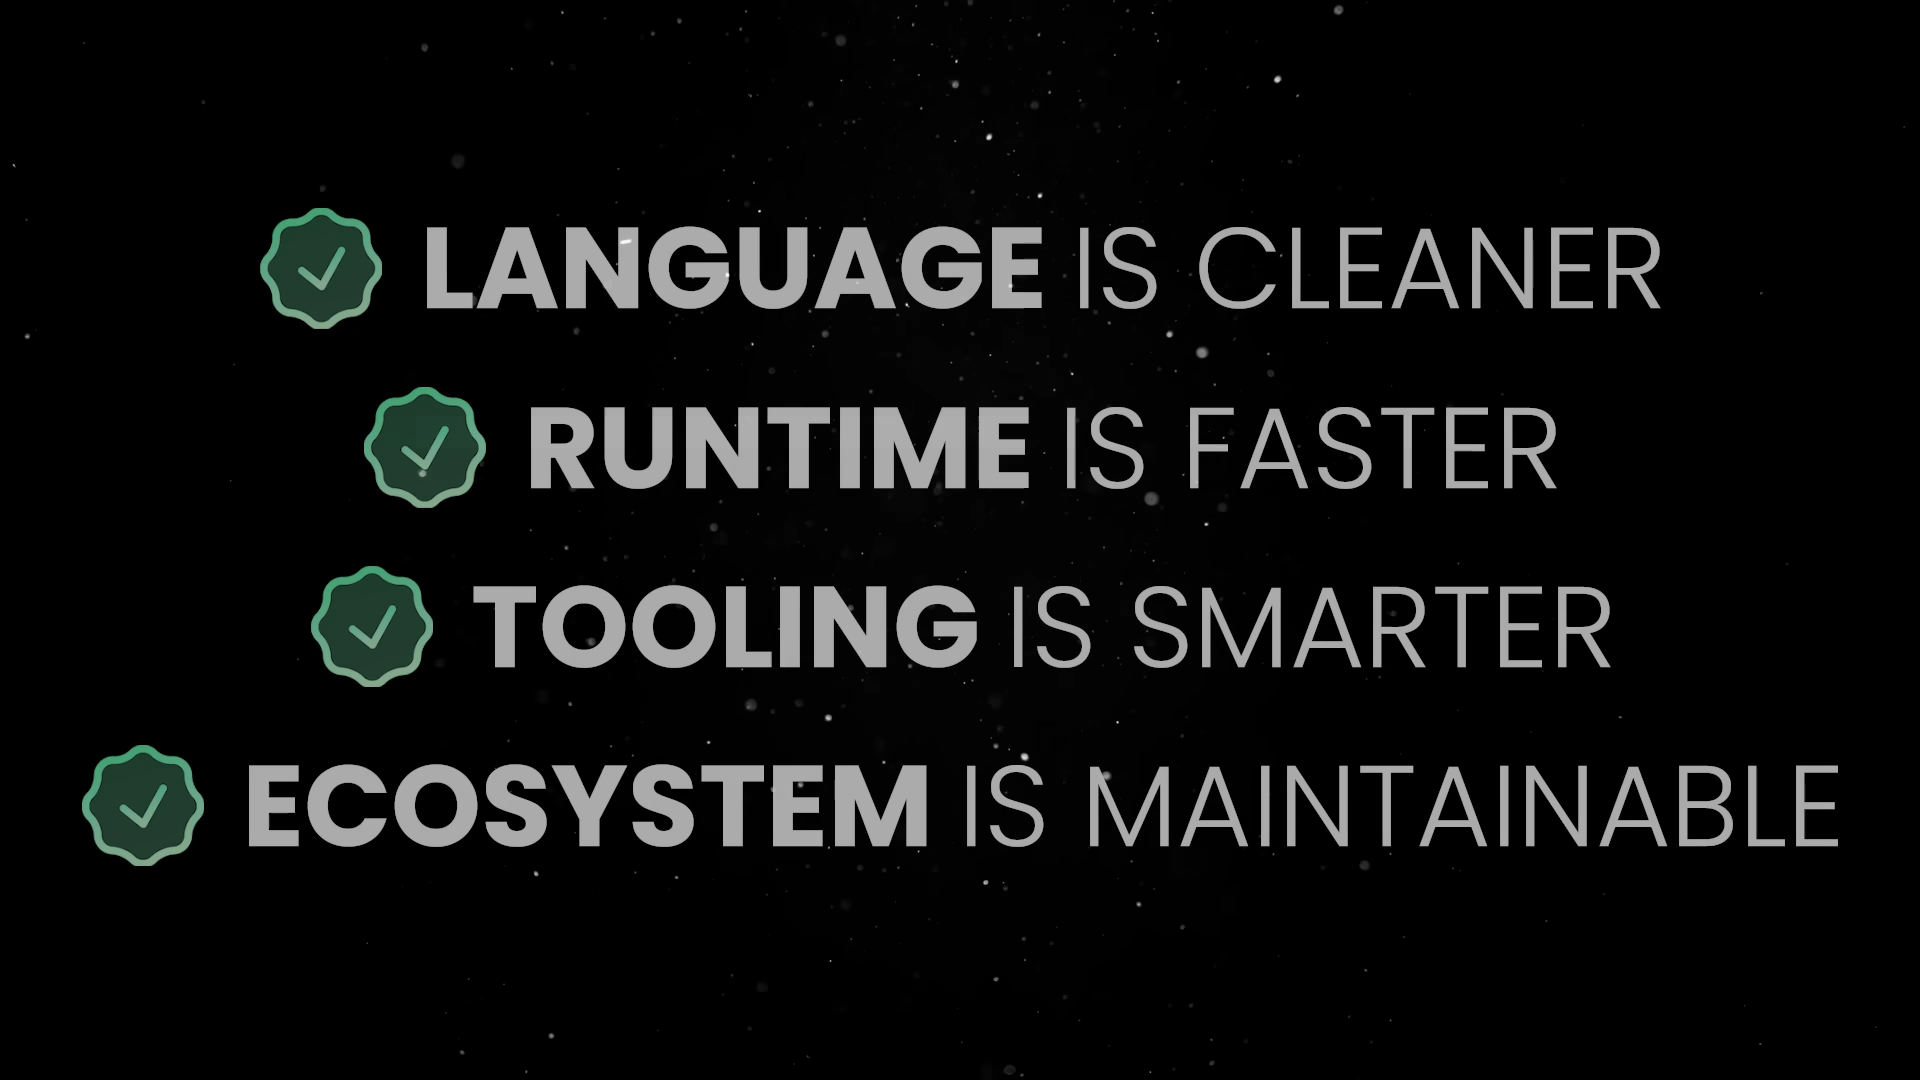 LANGUAGE IS CLEANER
RUNTIME IS FASTER
TOOLING IS SMARTER
ECOSYSTEM IS MAINTAINABLE